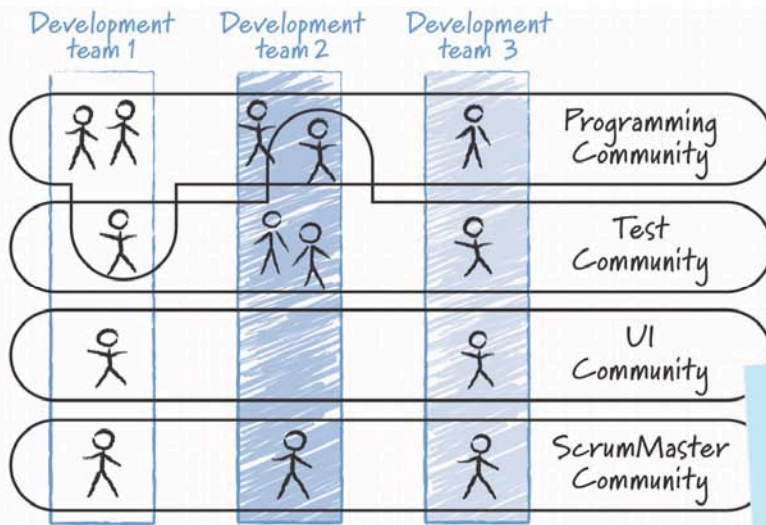 Development
team 1
Development
team 2
Development
team 3
Programming
Community
Test
Community
UI
Community
ScrumMaster
Community